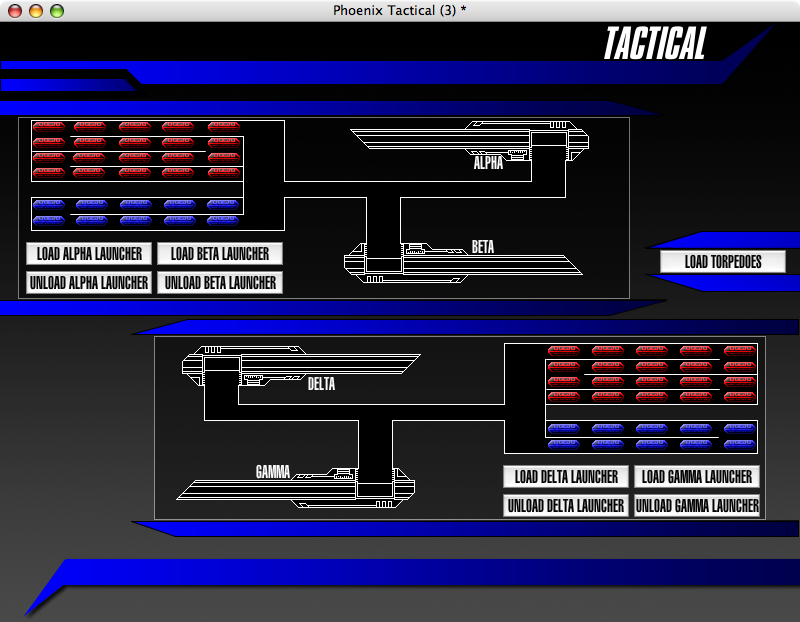 Phoenix Tactical (3) *
TACTICAL
ALPHA
BETA
LOAD ALPHA LAUNCHER
LOAD BETA LAUNCHER
UNLOAD ALPHA LAUNCHER
UNLOAD BETA LAUNCHER
LOAD TORPEDOES
DELTA
GAMMA
LOAD DELTA LAUNCHER
LOAD GAMMA LAUNCHER
UNLOAD DELTA LAUNCHER
UNLOAD GAMMA LAUNCHER